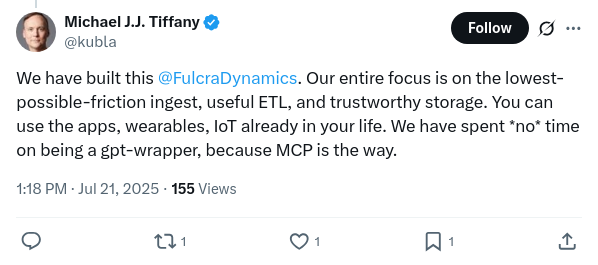 Michael J.J. Tiffany
@kubla
Follow
We have built this @FulcraDynamics. Our entire focus is on the lowest-
possible-friction ingest, useful ETL, and trustworthy storage. You can
use the apps, wearables, IoT already in your life. We have spent *no* time
on being a gpt-wrapper, because MCP is the way.
1:18 PM · Jul 21, 2025 · 155 Views
1 1 1